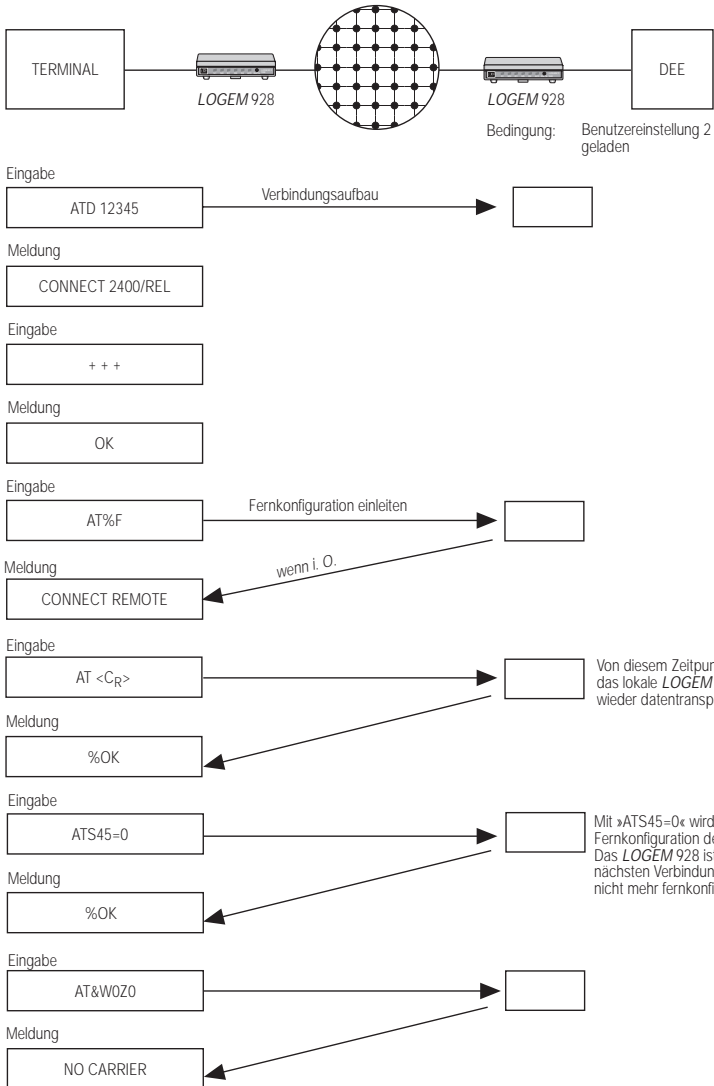 TERMINAL
LOGEM 928
LOGEM 928
DEE
Bedingung: Benutzereinstellung 2
geladen
Eingabe
ATD 12345
Verbindungsaufbau
Meldung
CONNECT 2400/REL
Eingabe
+ + +
Meldung
OK
Eingabe
AT%F
Fernkonfiguration einleiten
Meldung
CONNECT REMOTE
wenn i. O.
Eingabe
AT <CR>
Von diesem
das lokale LOGEM
wieder
Meldung
%OK
Eingabe
ATS45=0
Mit »ATS45=0« wird
Fernkonfiguration
Das LOGEM 928 ist
nächsten
nicht mehr
Meldung
%OK
Eingabe
AT&W0Z0
Meldung
NO CARRIER